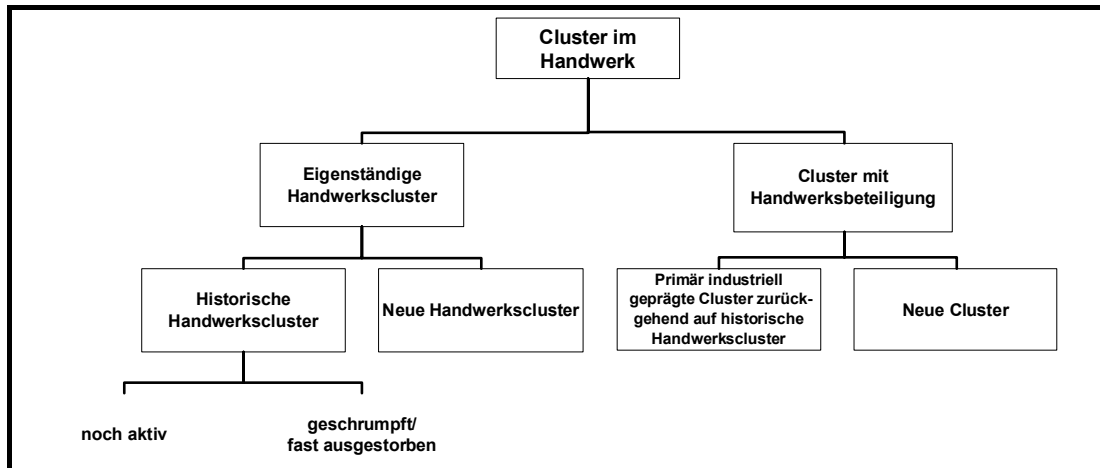 Cluster im
Handwerk
Eigenständige
Handwerkscluster
Cluster mit
Handwerksbeteiligung
Historische
Handwerkscluster
Neue Handwerkscluster
Primär industriell
geprägte Cluster zurück-
gehend auf historische
Handwerkscluster
Neue Cluster
noch aktiv
geschrumpft/
fast ausgestorben